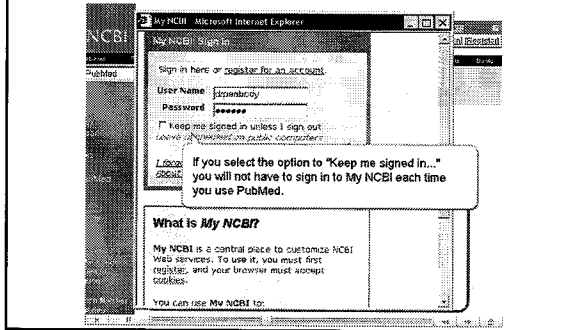 My NCBI - Microsoft Internet Explorer
NCBI
My NCBI Sign In
PubMed
Sign in here or register for an account.
User Name
Password ******
Keep me signed in unless I sign out
If you select the option to "Keep me signed in..."
you will not have to sign in to My NCBI each time
you use PubMed.
What is My NCBI?
My NCBI is a central place to customize NCBI
Web services. To use it, you must first
register, and your browser must accept
cookies.
You can use My NCBI to: